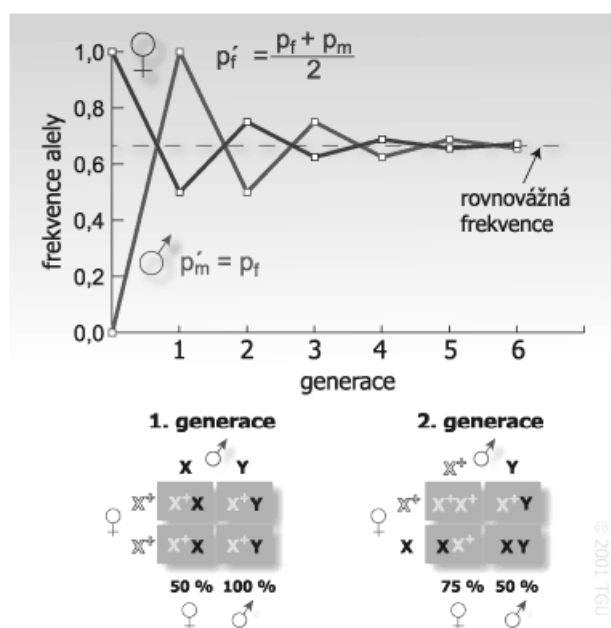 1,0
0,8
0,6
0,4
0,2
0,0
frekvence alely
♀
p′f = pf + pm / 2
♂ p′m = pf
rovnovážná
frekvence
1 2 3 4 5 6
generace
1. generace
♂
X Y
♀
X⁺ X⁺X X⁺Y
X⁺ X⁺X X⁺Y
50 % 100 %
♀ ♂
2. generace
♂
X⁺ Y
♀
X⁺ X⁺X⁺ X⁺Y
X XX⁺ XY
75 % 50 %
♀ ♂
© 2001 TGU